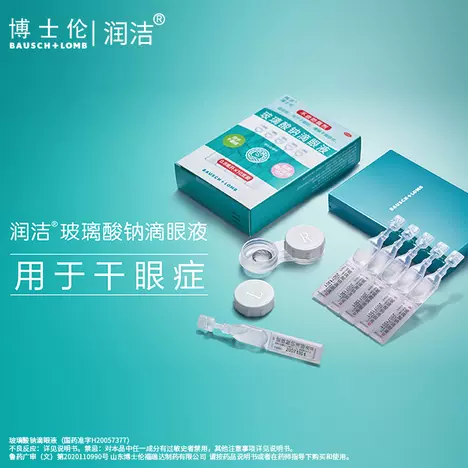 博士伦 | 润洁®
BAUSCH+LOMB
玻璃酸钠滴眼液
BAUSCH+LOMB
BAUSCH+LOMB
润洁®玻璃酸钠滴眼液
用于干眼症
R
L
玻璃酸钠滴眼液(国药准字H20057377)
不良反应:详见说明书。禁忌:对本品中任一成分有过敏史者禁用,其他注意事项详见说明书。
鲁药广审(文)第2020110990号 山东博士伦福瑞达制药有限公司 请按药品说明书或者在药师指导下购买和使用。